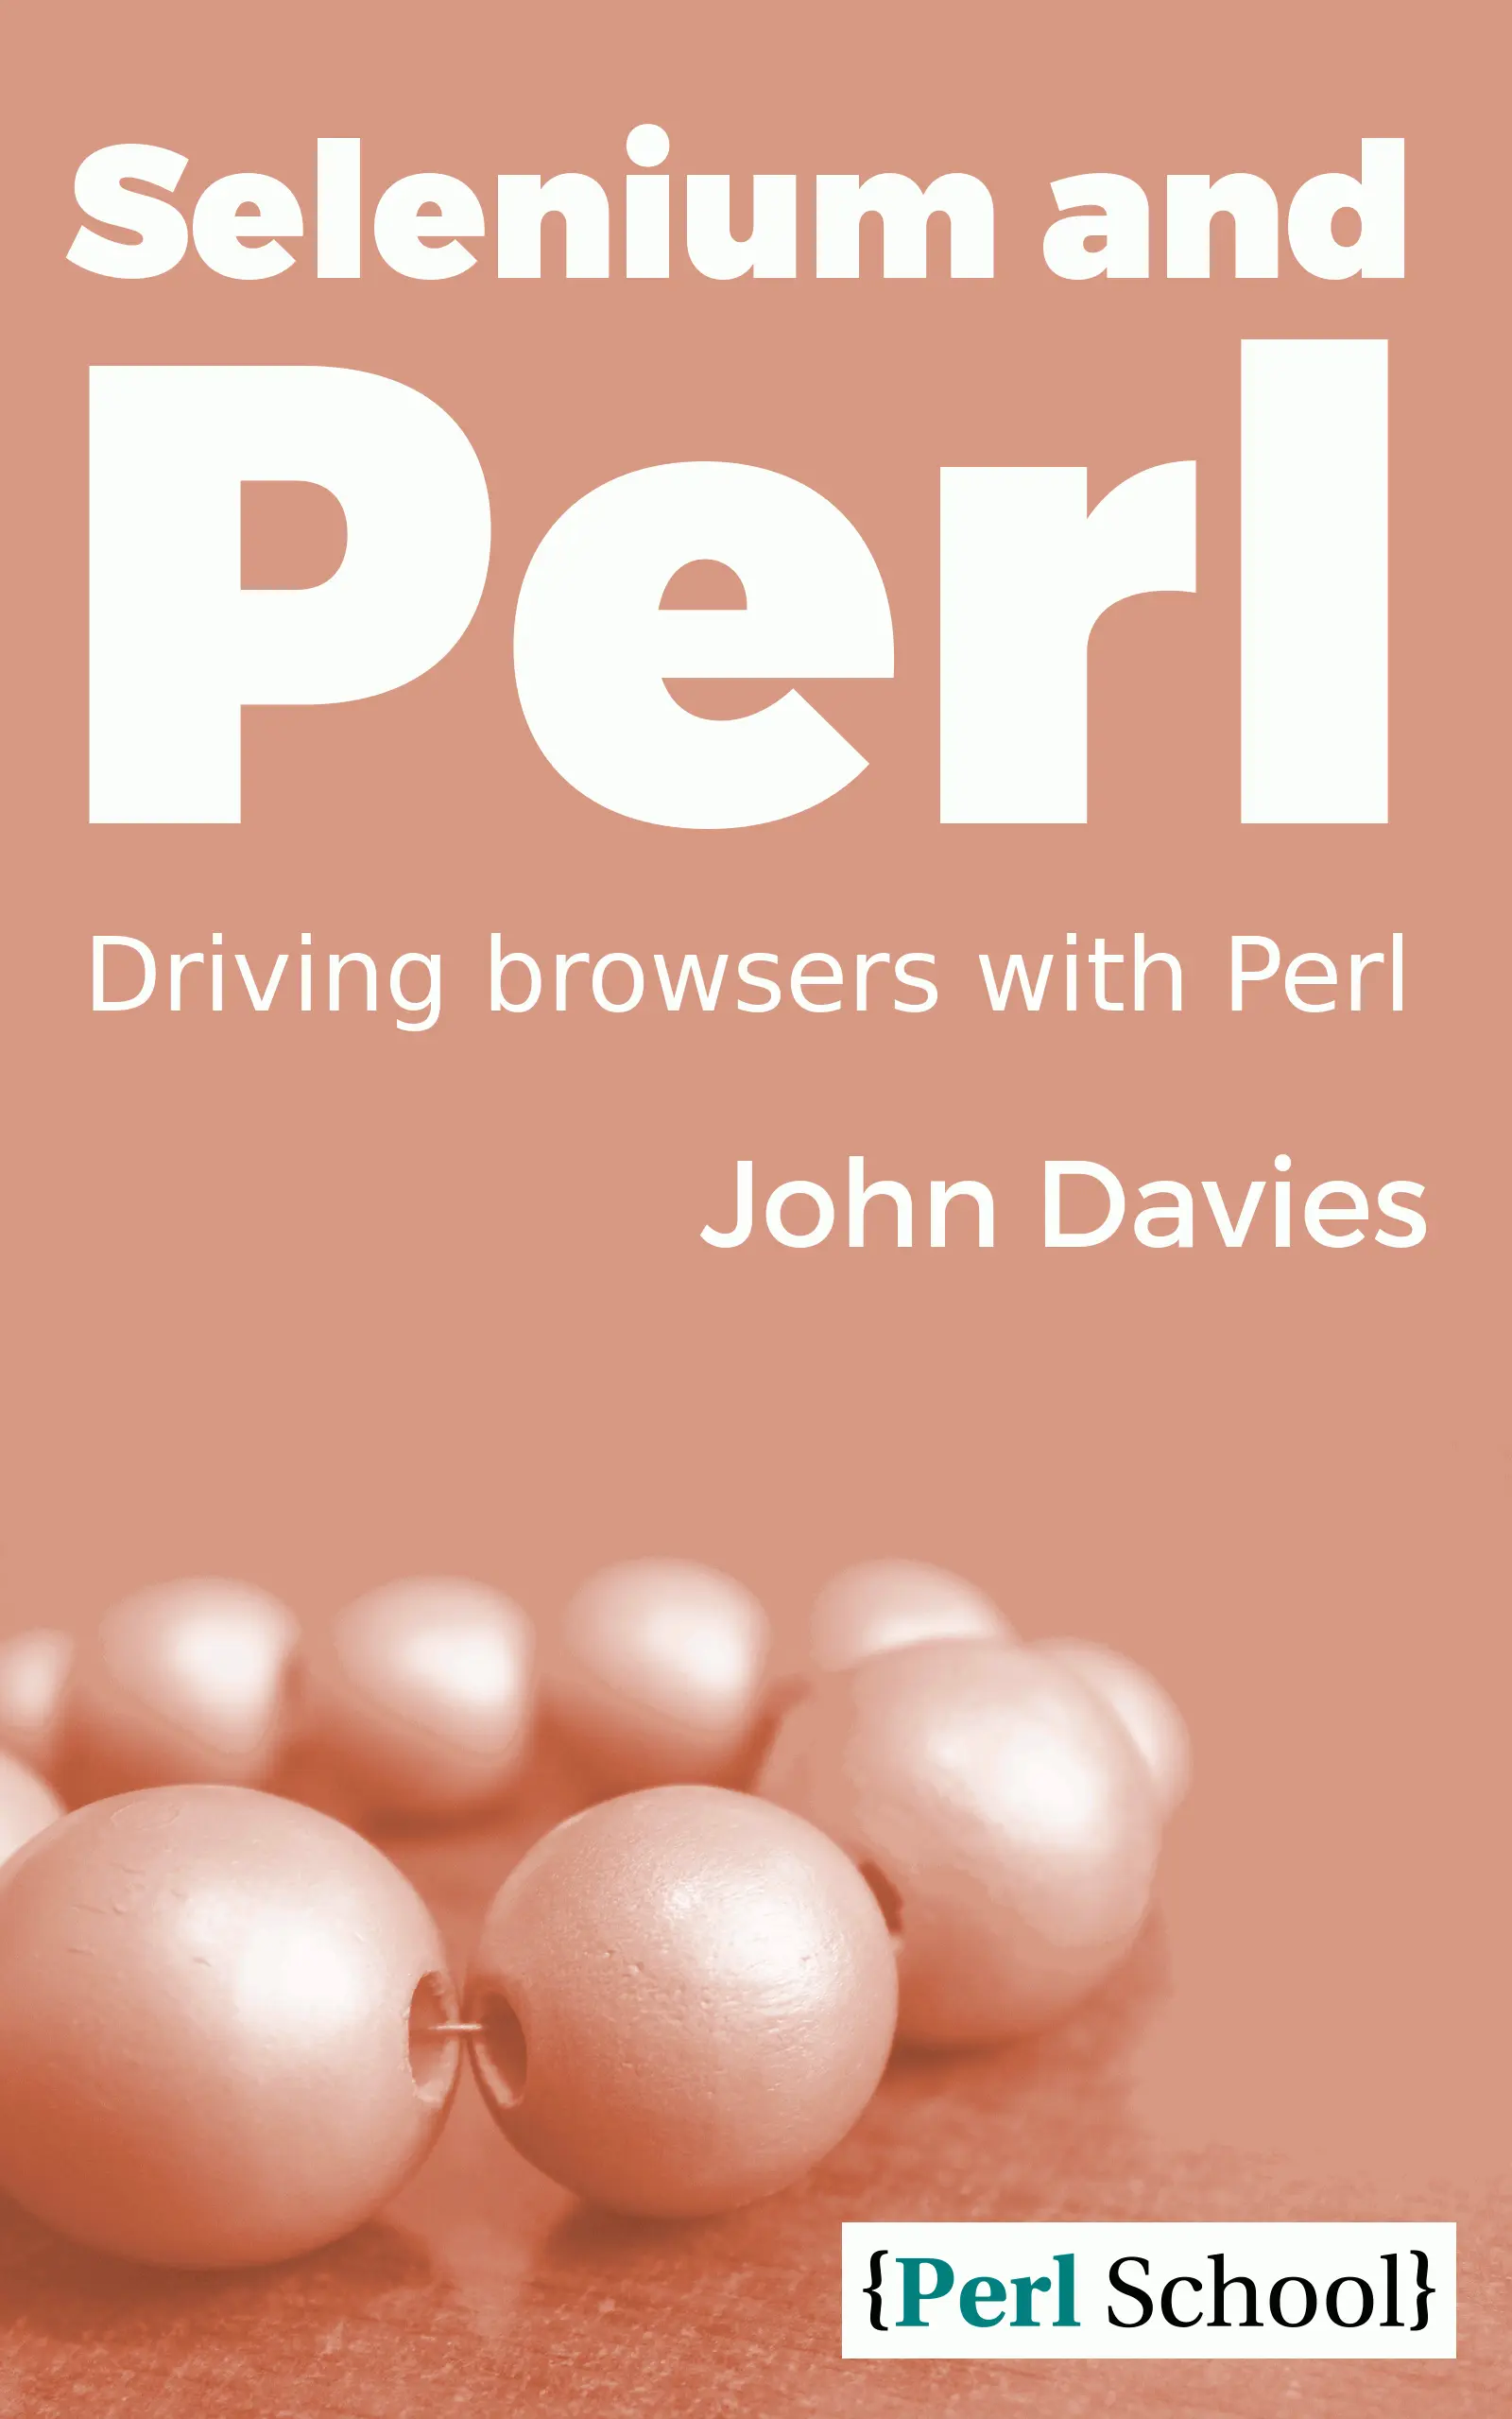 Selenium and
Perl
Driving browsers with Perl
John Davies
{Perl School}